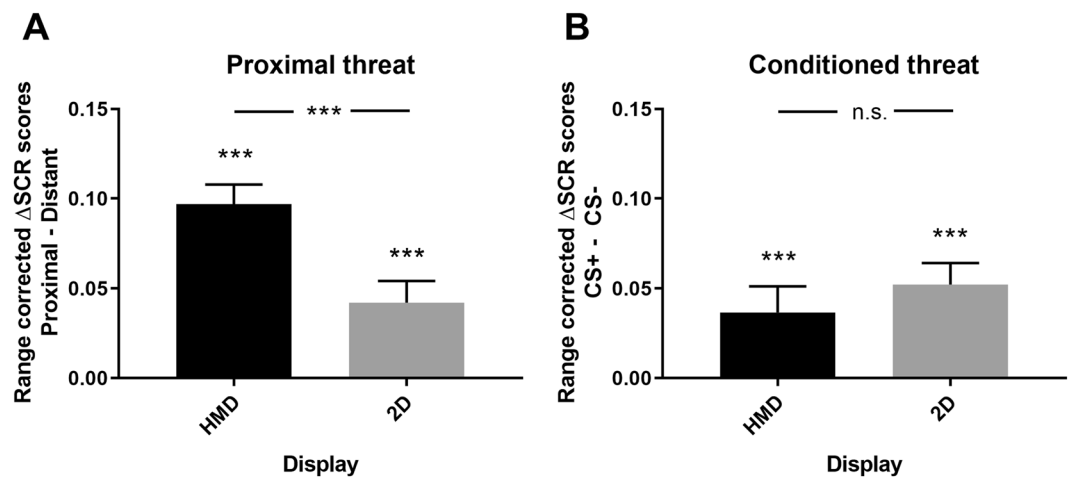 A
Proximal threat
Range corrected ΔSCR scores
Proximal - Distant
0.15
0.10
0.05
0.00
***
***
***
HMD
2D
Display
B
Conditioned threat
Range corrected ΔSCR scores
CS+ - CS-
0.15
0.10
0.05
0.00
n.s.
***
***
HMD
2D
Display